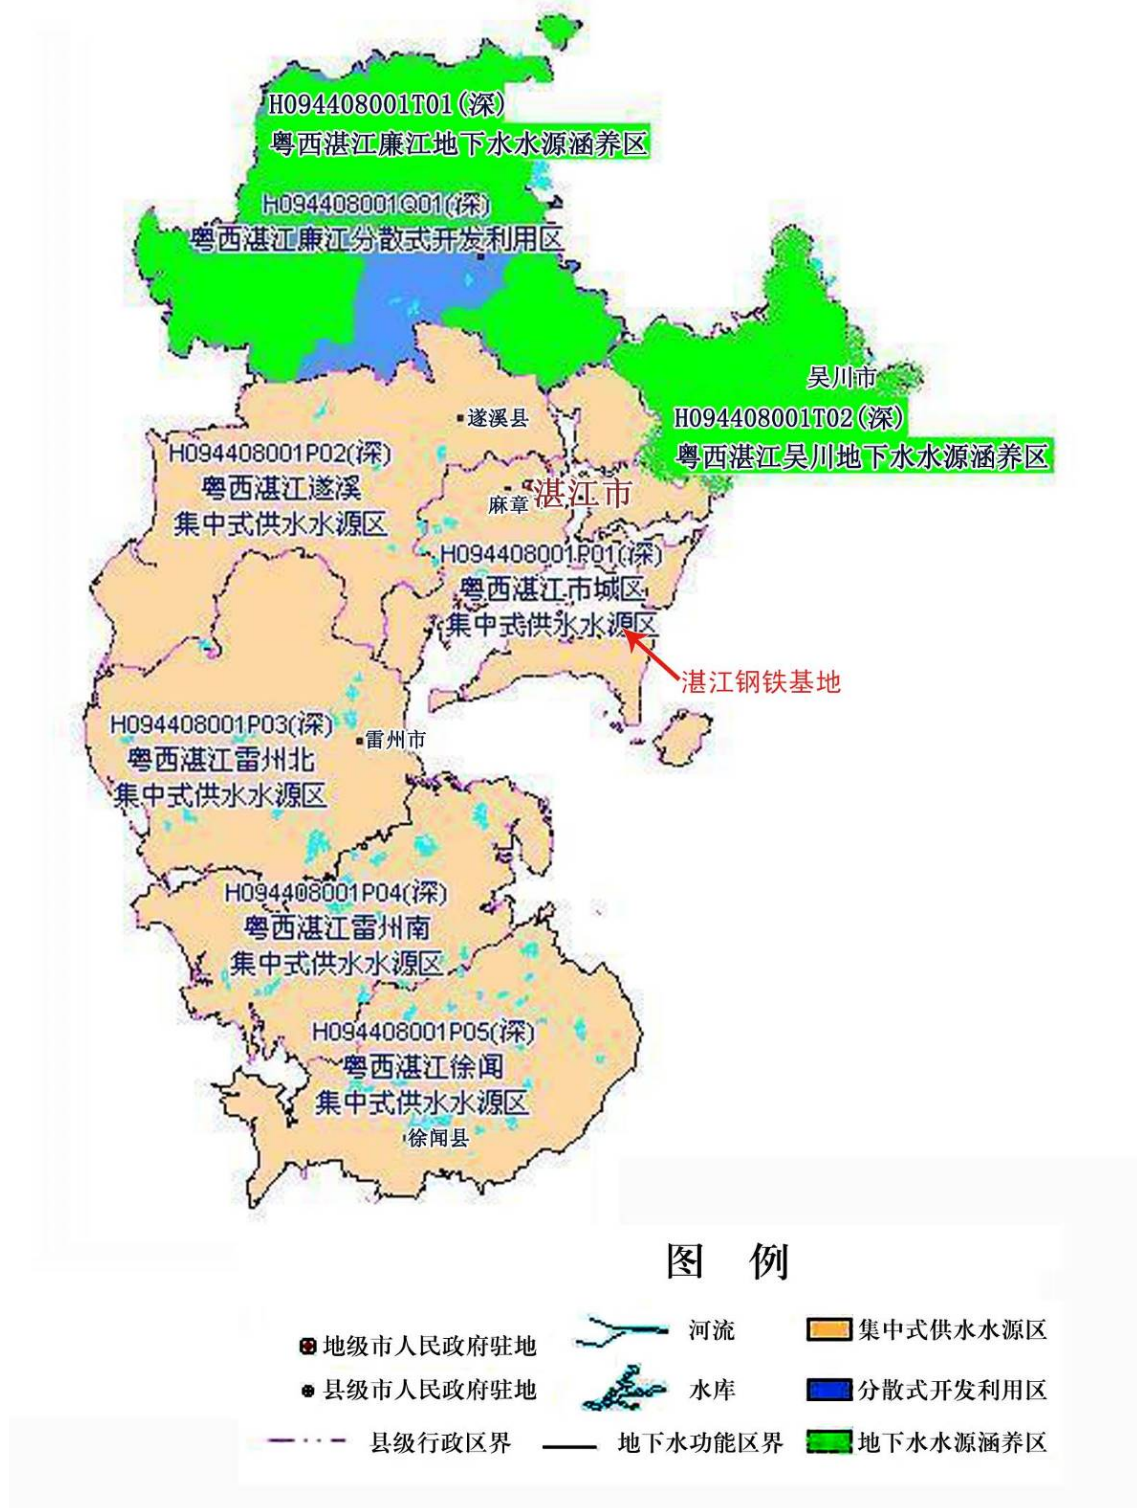 H094408001T01(深)
粤西湛江廉江地下水水源涵养区
H094408001Q01(深)
粤西湛江廉江分散式开发利用区
吴川市
H094408001T02(深)
粤西湛江吴川地下水水源涵养区
遂溪县
H094408001P02(深)
粤西湛江遂溪
集中式供水水源区
麻章
湛江市
H094408001P01(深)
粤西湛江市城区
集中式供水水源区
湛江钢铁基地
H094408001P03(深)
粤西湛江雷州北
集中式供水水源区
雷州市
H094408001P04(深)
粤西湛江雷州南
集中式供水水源区
H094408001P05(深)
粤西湛江徐闻
集中式供水水源区
徐闻县
图 例
地级市人民政府驻地
河流
集中式供水水源区
县级市人民政府驻地
水库
分散式开发利用区
县级行政区界
地下水功能区界
地下水水源涵养区